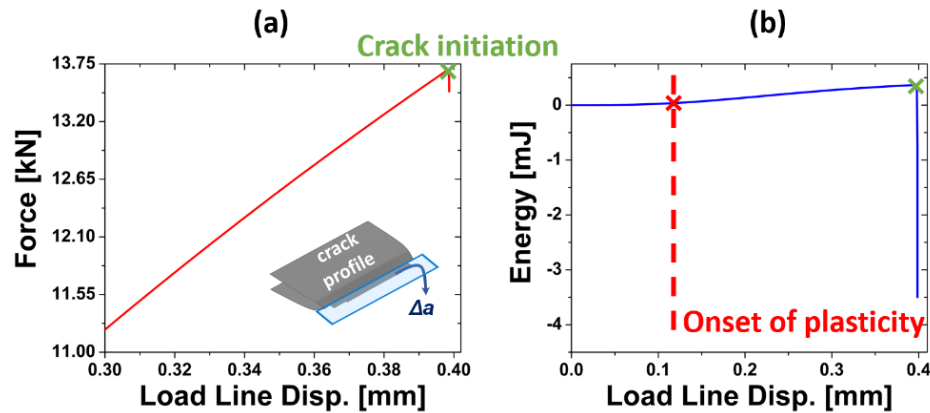 (a)
(b)
Crack initiation
Force [kN]
13.75
13.20
12.65
12.10
11.55
11.00
0.30
0.32
0.34
0.36
0.38
0.40
Load Line Disp. [mm]
crack
profile
Δa
Energy [mJ]
0
-1
-2
-3
-4
0.0
0.1
0.2
0.3
0.4
Load Line Disp. [mm]
Onset of plasticity